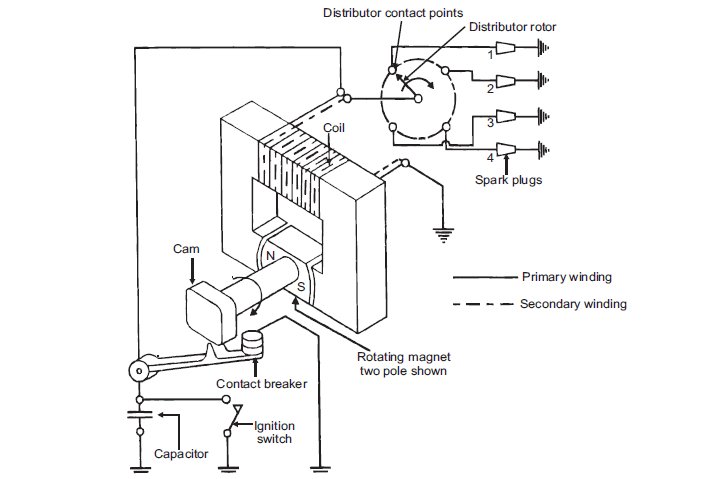 Distributor contact points
Distributor rotor
1
2
3
4
Spark plugs
Coil
Cam
N
S
Primary winding
Secondary winding
Rotating magnet
two pole shown
Contact breaker
Ignition
switch
Capacitor